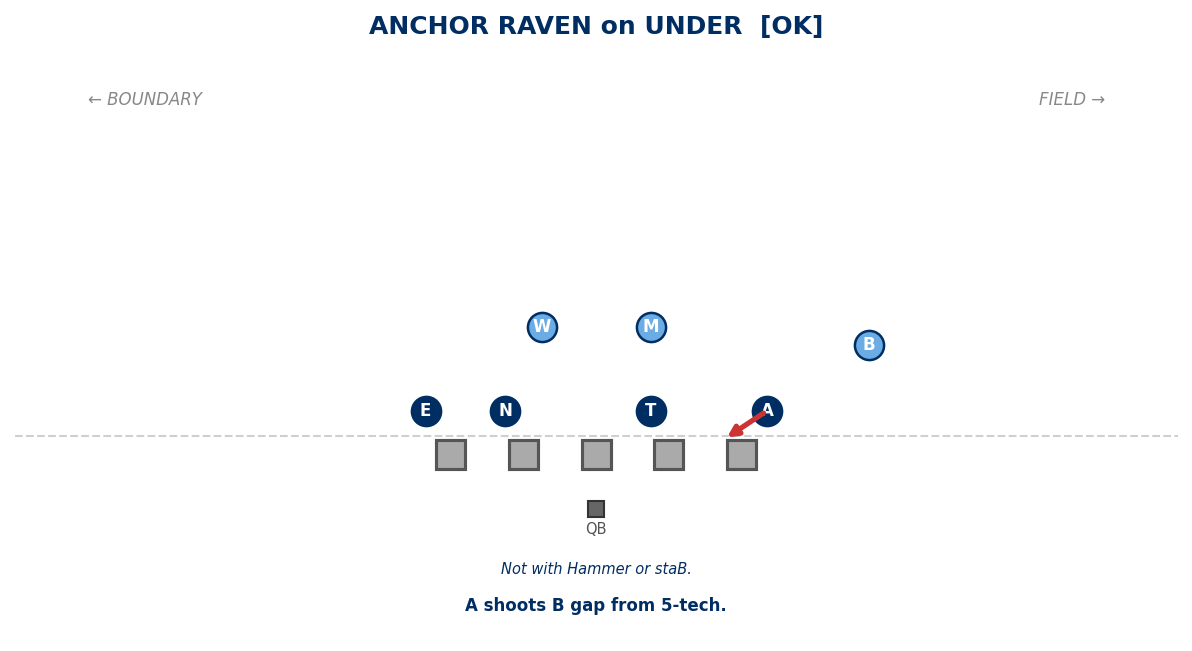 ANCHOR RAVEN on UNDER [OK]
← BOUNDARY
FIELD →
W
M
B
E
N
T
A
QB
Not with Hammer or staB.
A shoots B gap from 5-tech.